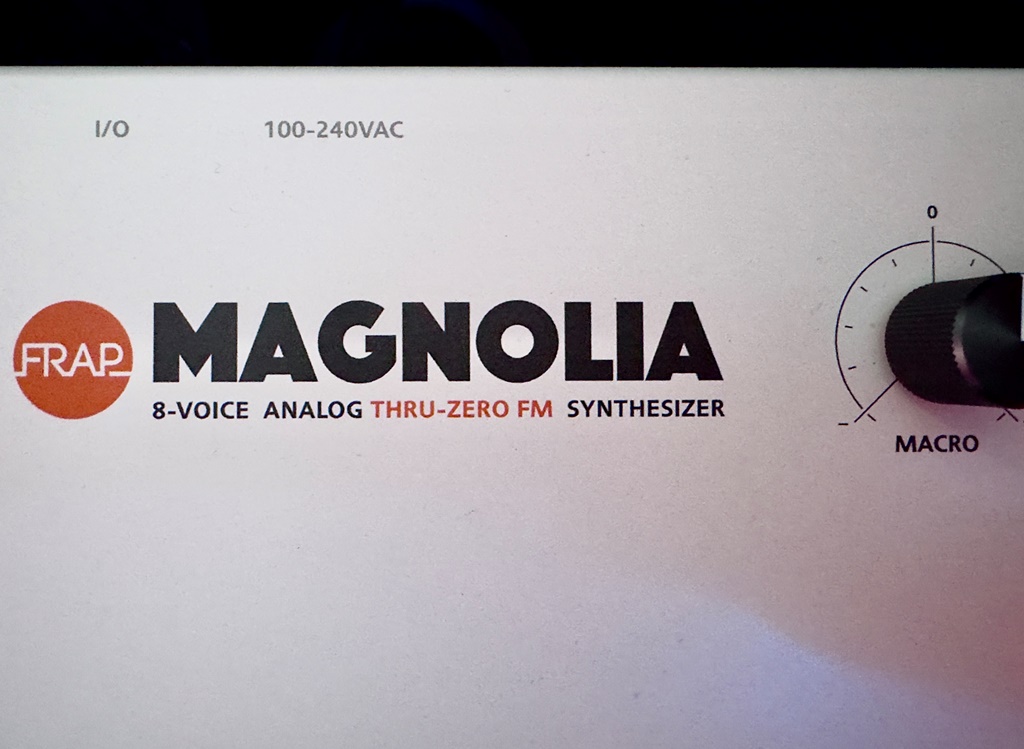 I/O 100-240VAC
0
FRAP MAGNOLIA
8-VOICE ANALOG THRU-ZERO FM SYNTHESIZER
–
MACRO